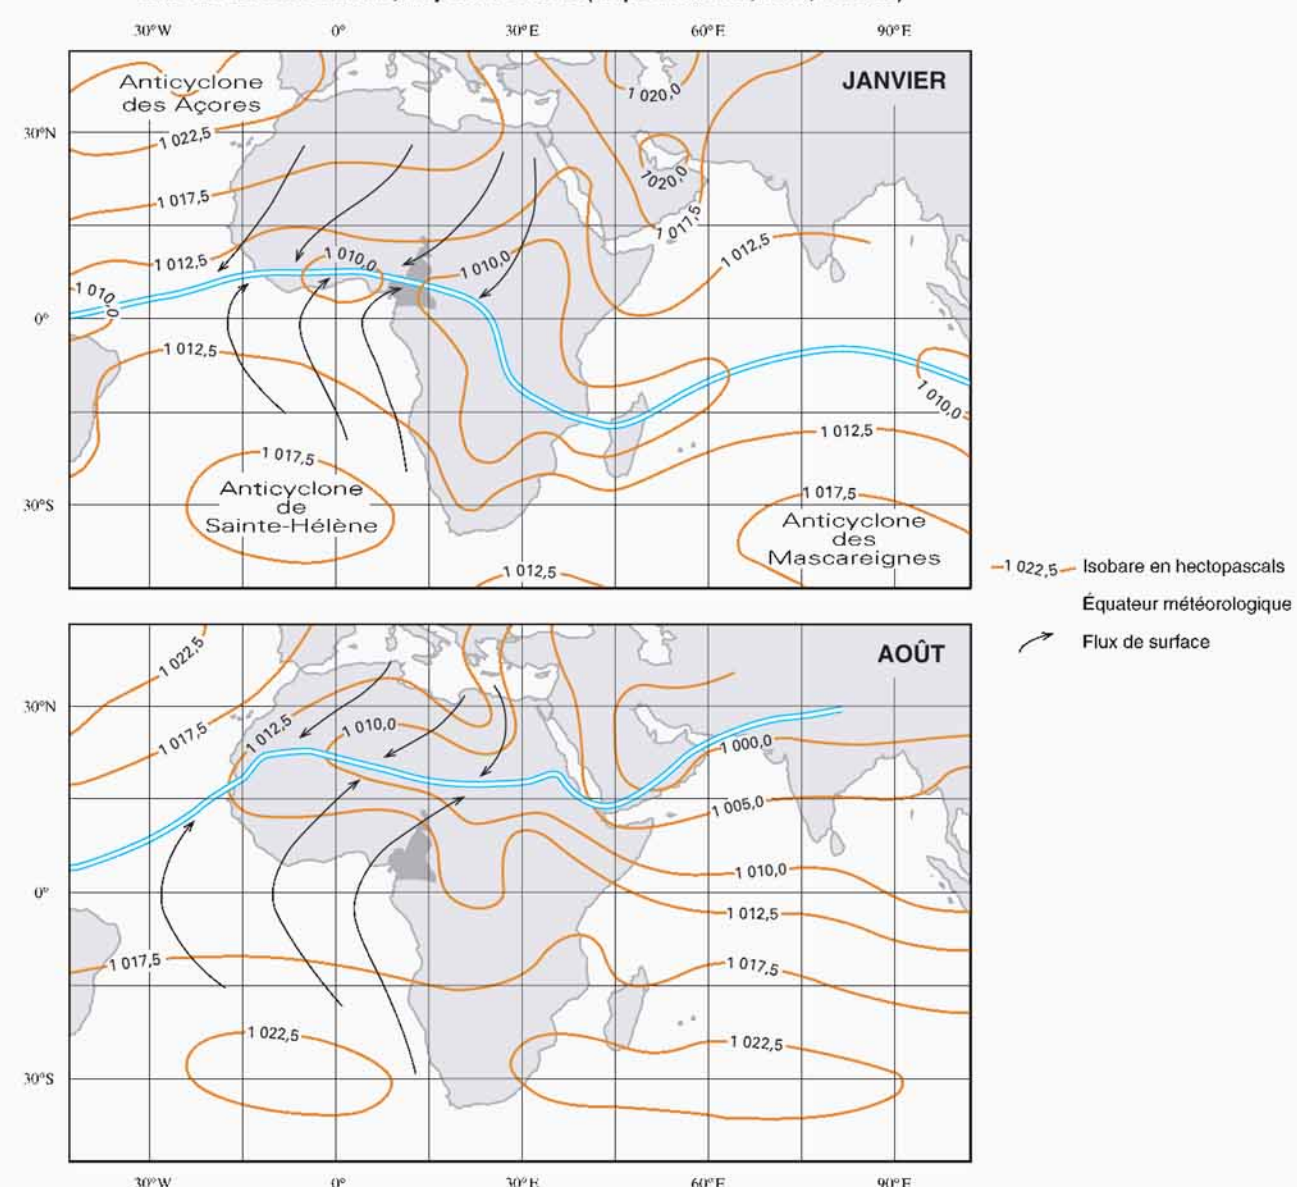 30°W 0° 30°E 60°E 90°E
JANVIER
Anticyclone
des Açores
1 020,0
30°N
1 022,5
1020,0
1 017,5
1 017,5
1 012,5
1 010,0
1 010,0
1 012,5
1 010,0
0
0°
1 012,5
1 010,0
1 012,5
1 017,5
Anticyclone
de
Sainte-Hélène
30°S
1 017,5
Anticyclone
des
Mascareignes
1 012,5
1 022,5 Isobare en hectopascals
Équateur météorologique
Flux de surface
AOÛT
1 022,5
30°N
1 017,5
1 012,5
1 010,0
1 000,0
1 005,0
1 010,0
0°
1 012,5
1 017,5
1 017,5
1 022,5
1 022,5
30°S
30°W 0° 30°E 60°E 90°E